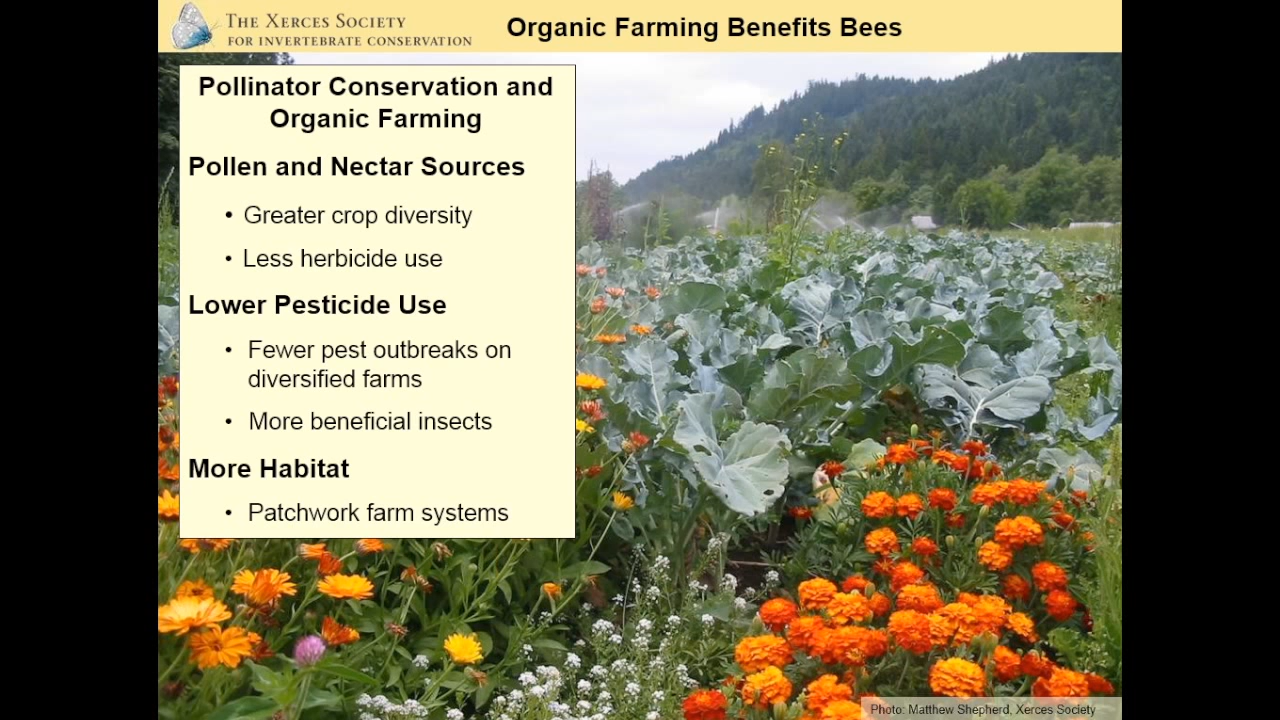 THE XERCES SOCIETY
FOR INVERTEBRATE CONSERVATION
Organic Farming Benefits Bees
Pollinator Conservation and
Organic Farming
Pollen and Nectar Sources
• Greater crop diversity
• Less herbicide use
Lower Pesticide Use
• Fewer pest outbreaks on
diversified farms
• More beneficial insects
More Habitat
• Patchwork farm systems
Photo: Matthew Shepherd, Xerces Society